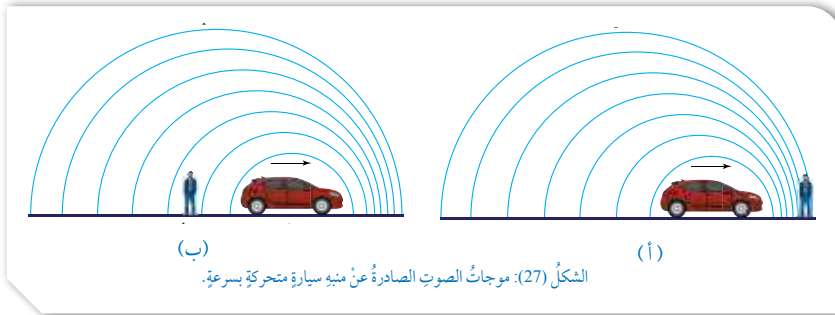 (أ)
(ب)
الشكلُ (27): موجاتُ الصوتِ الصادرةُ عنْ منبهِ سيارةٍ متحركةٍ بسرعةٍ.